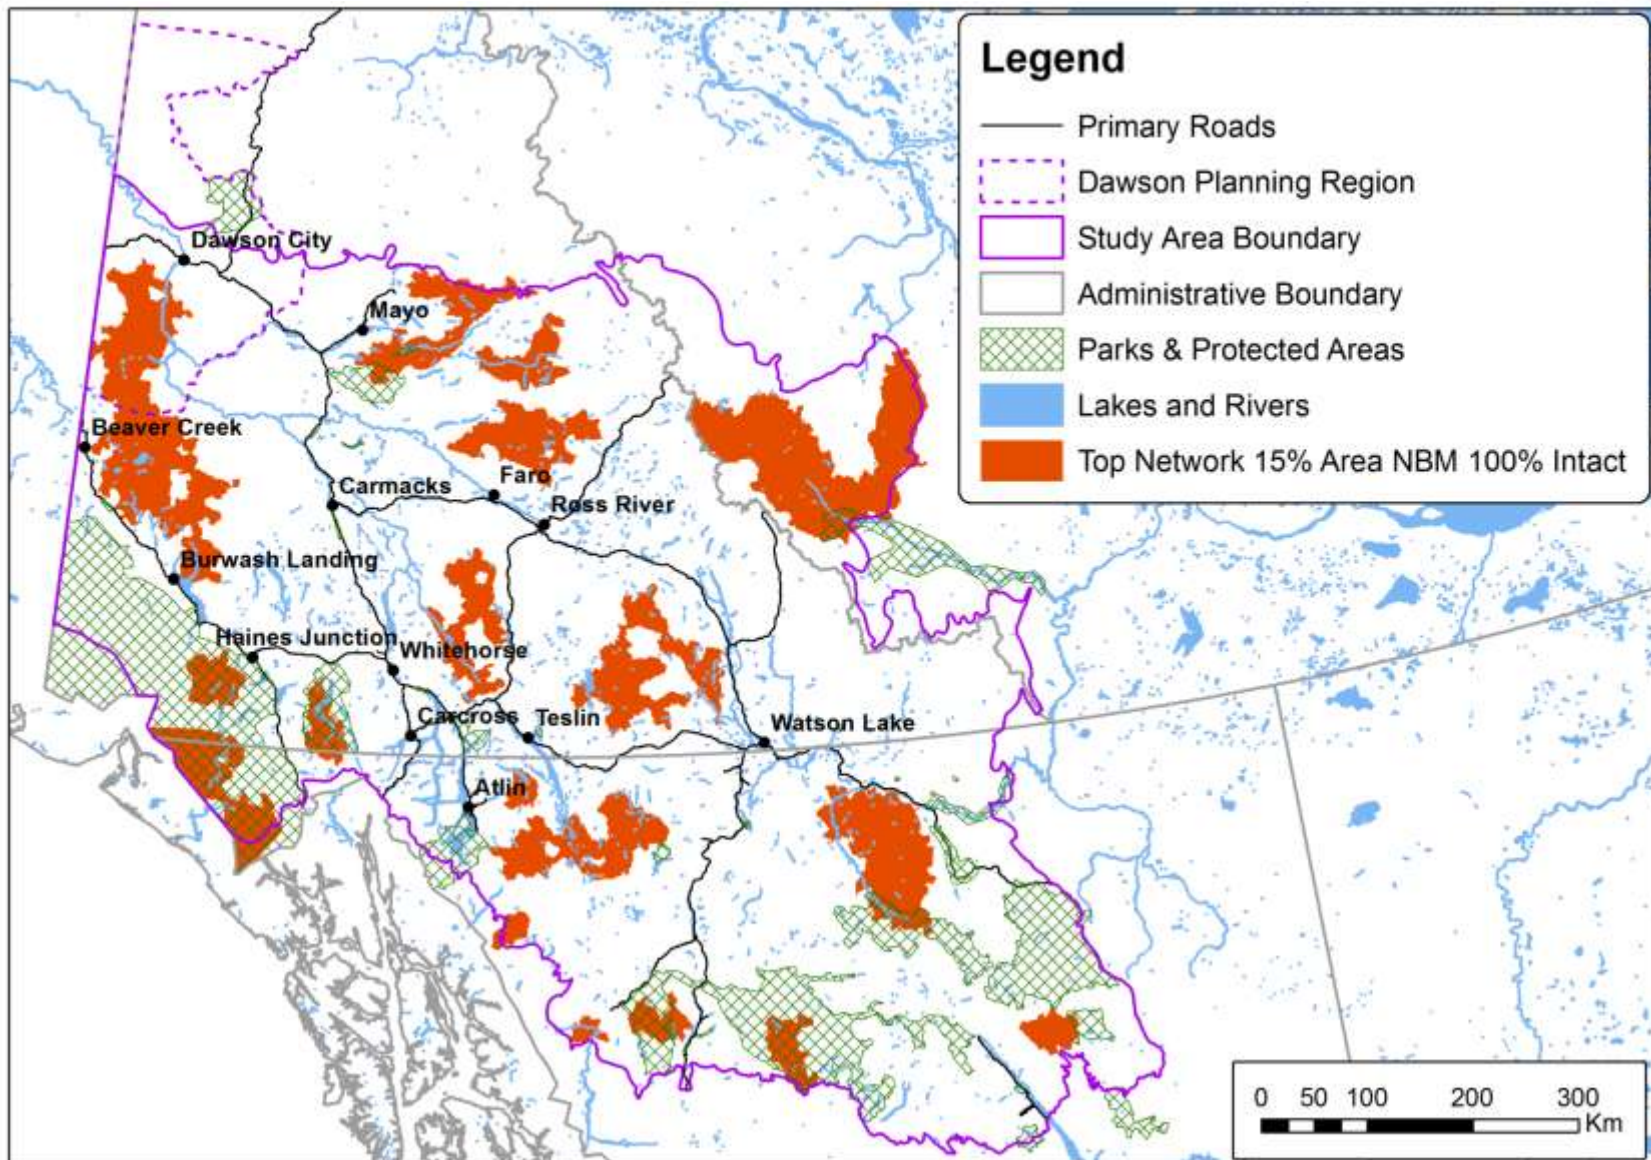 Legend
Primary Roads
Dawson Planning Region
Study Area Boundary
Administrative Boundary
Parks & Protected Areas
Lakes and Rivers
Top Network 15% Area NBM 100% Intact
Dawson City
Mayo
Beaver Creek
Carmacks
Faro
Ross River
Burwash Landing
Haines Junction
Whitehorse
Carcross
Teslin
Watson Lake
Atlin
0 50 100 200 300
Km